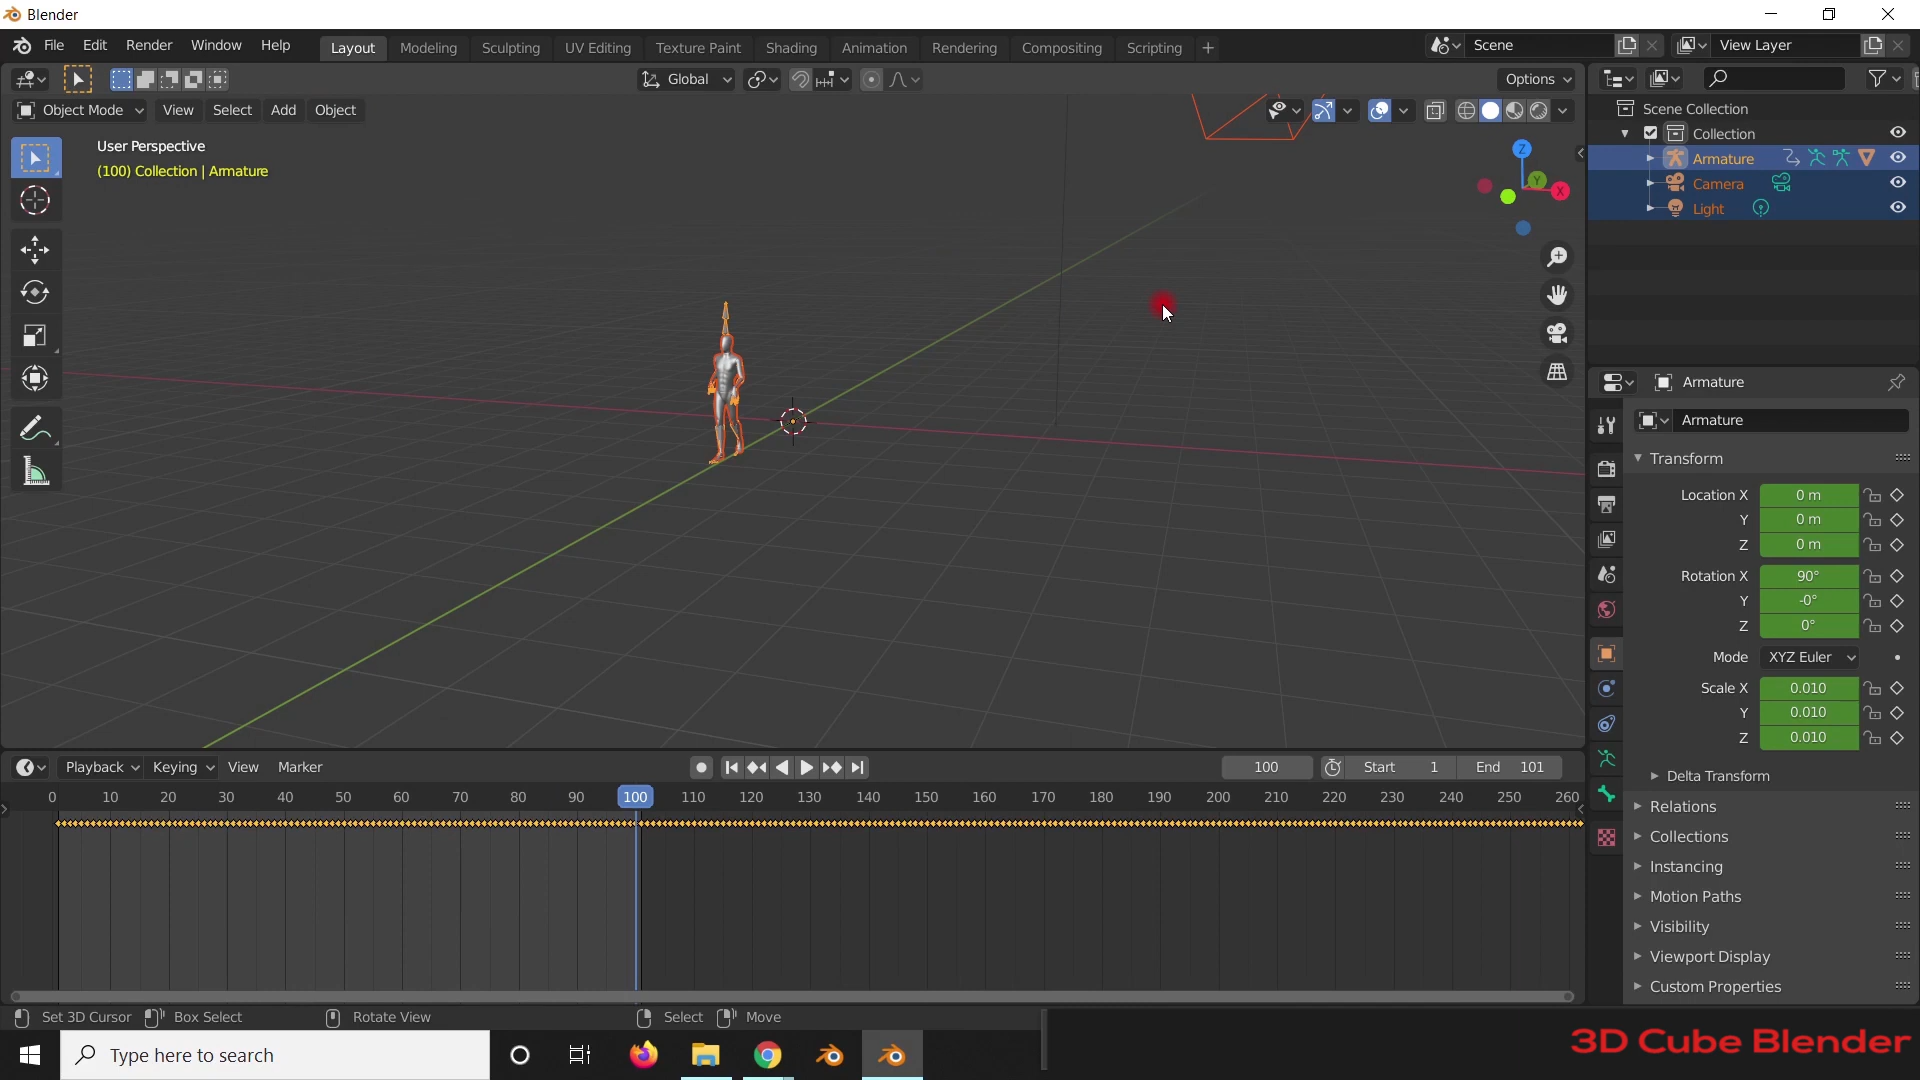 Blender
File Edit Render Window Help Layout Modeling Sculpting UV Editing Texture Paint Shading Animation Rendering Compositing Scripting + Scene View Layer
Global Options
Object Mode View Select Add Object
User Perspective
(100) Collection | Armature
Z
Y
X
Scene Collection
Collection
Armature
Camera
Light
Armature
Armature
Transform
Location X 0 m
Y 0 m
Z 0 m
Rotation X 90°
Y -0°
Z 0°
Mode XYZ Euler
Scale X 0.010
Y 0.010
Z 0.010
Delta Transform
Relations
Collections
Instancing
Motion Paths
Visibility
Viewport Display
Custom Properties
Playback Keying View Marker 100 Start 1 End 101
0 10 20 30 40 50 60 70 80 90 100 110 120 130 140 150 160 170 180 190 200 210 220 230 240 250 260
Set 3D Cursor Box Select Rotate View Select Move
Type here to search
3D Cube Blender